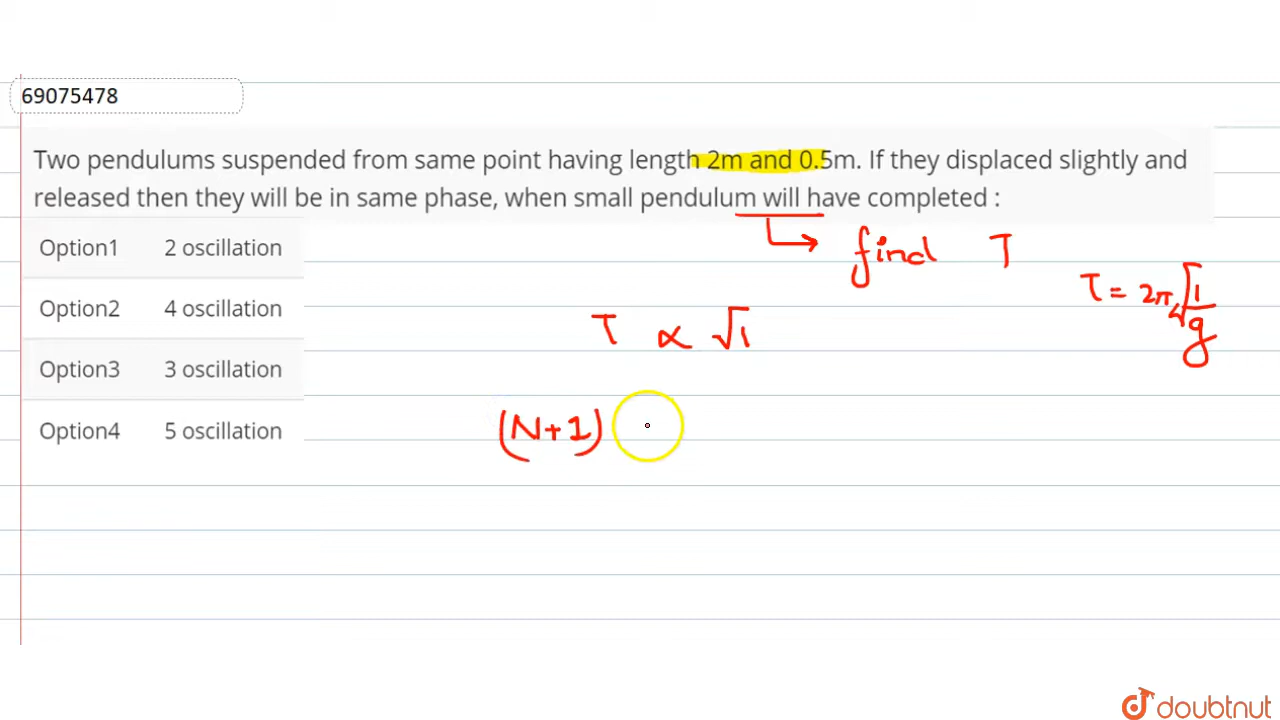 69075478
Two pendulums suspended from same point having length 2m and 0.5m. If they displaced slightly and
released then they will be in same phase, when small pendulum will have completed :
Option1 2 oscillation
find T
T = 2π √1/g
Option2 4 oscillation
T ∝ √1
Option3 3 oscillation
Option4 5 oscillation
(N+1)
doubtnut